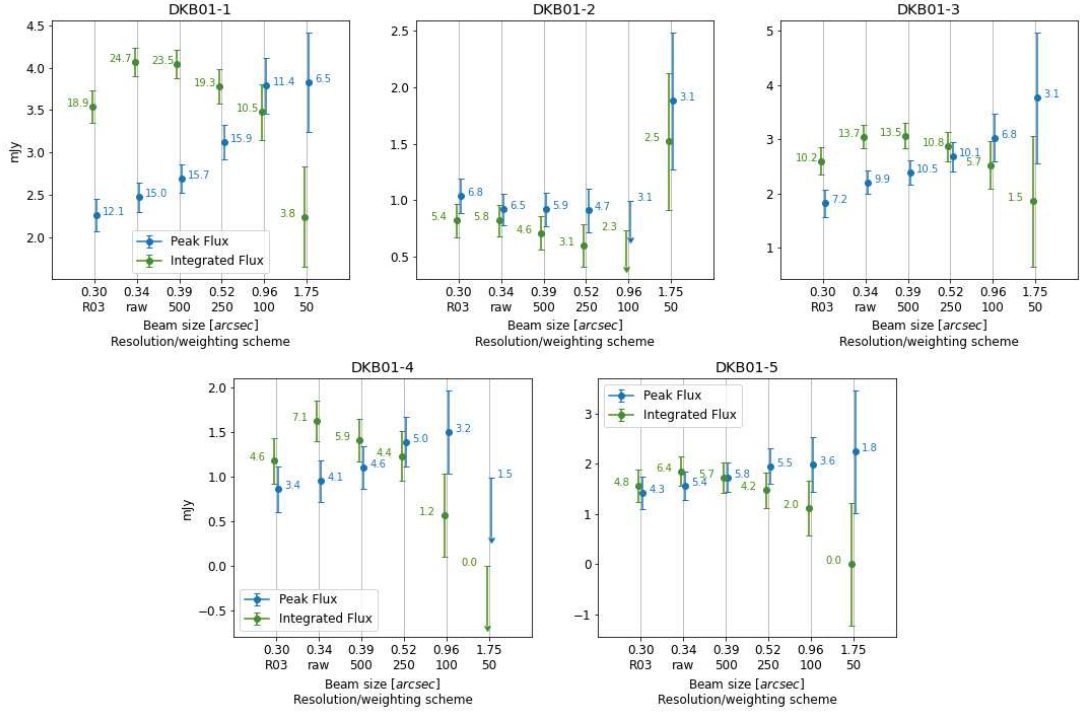 DKB01-1
4.5
4.0
3.5
3.0
2.5
2.0
mJy
18.9
24.7
23.5
19.3
10.5
3.8
12.1
15.0
15.7
15.9
11.4
6.5
Peak Flux
Integrated Flux
0.30 0.34 0.39 0.52 0.96 1.75
R03 raw 500 250 100 50
Beam size [arcsec]
Resolution/weighting scheme
DKB01-2
2.5
2.0
1.5
1.0
0.5
5.4
5.8
4.6
3.1
2.3
2.5
6.8
6.5
5.9
4.7
3.1
3.1
0.30 0.34 0.39 0.52 0.96 1.75
R03 raw 500 250 100 50
Beam size [arcsec]
Resolution/weighting scheme
DKB01-3
5
4
3
2
1
10.2
13.7
13.5
10.8
5.7
1.5
7.2
9.9
10.5
10.1
6.8
3.1
0.30 0.34 0.39 0.52 0.96 1.75
R03 raw 500 250 100 50
Beam size [arcsec]
Resolution/weighting scheme
DKB01-4
2.0
1.5
1.0
0.5
0.0
−0.5
mJy
4.6
7.1
5.9
4.4
1.2
0.0
3.4
4.1
4.6
5.0
3.2
1.5
Peak Flux
Integrated Flux
0.30 0.34 0.39 0.52 0.96 1.75
R03 raw 500 250 100 50
Beam size [arcsec]
Resolution/weighting scheme
DKB01-5
Peak Flux
Integrated Flux
3
2
1
0
−1
4.8
6.4
5.7
4.2
2.0
0.0
4.3
5.4
5.8
5.5
3.6
1.8
0.30 0.34 0.39 0.52 0.96 1.75
R03 raw 500 250 100 50
Beam size [arcsec]
Resolution/weighting scheme